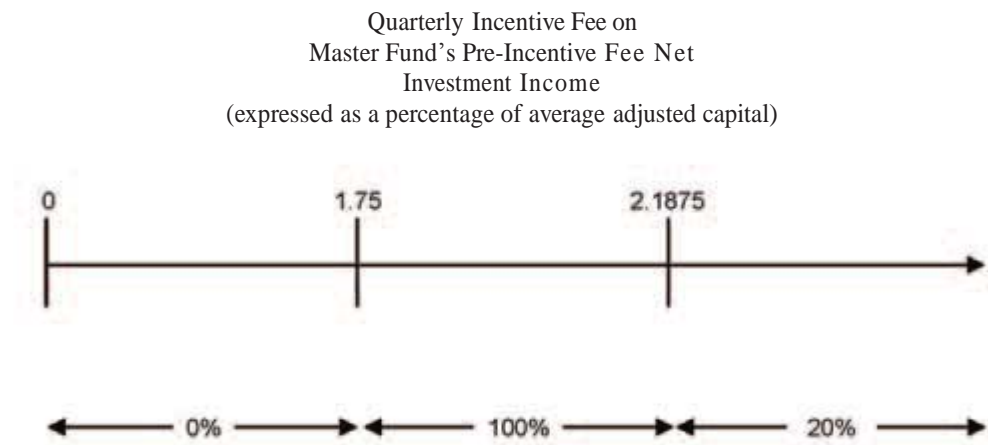 Quarterly Incentive Fee on
Master Fund's Pre-Incentive Fee Net
Investment Income
(expressed as a percentage of average adjusted capital)
0 1.75 2.1875
0% 100% 20%